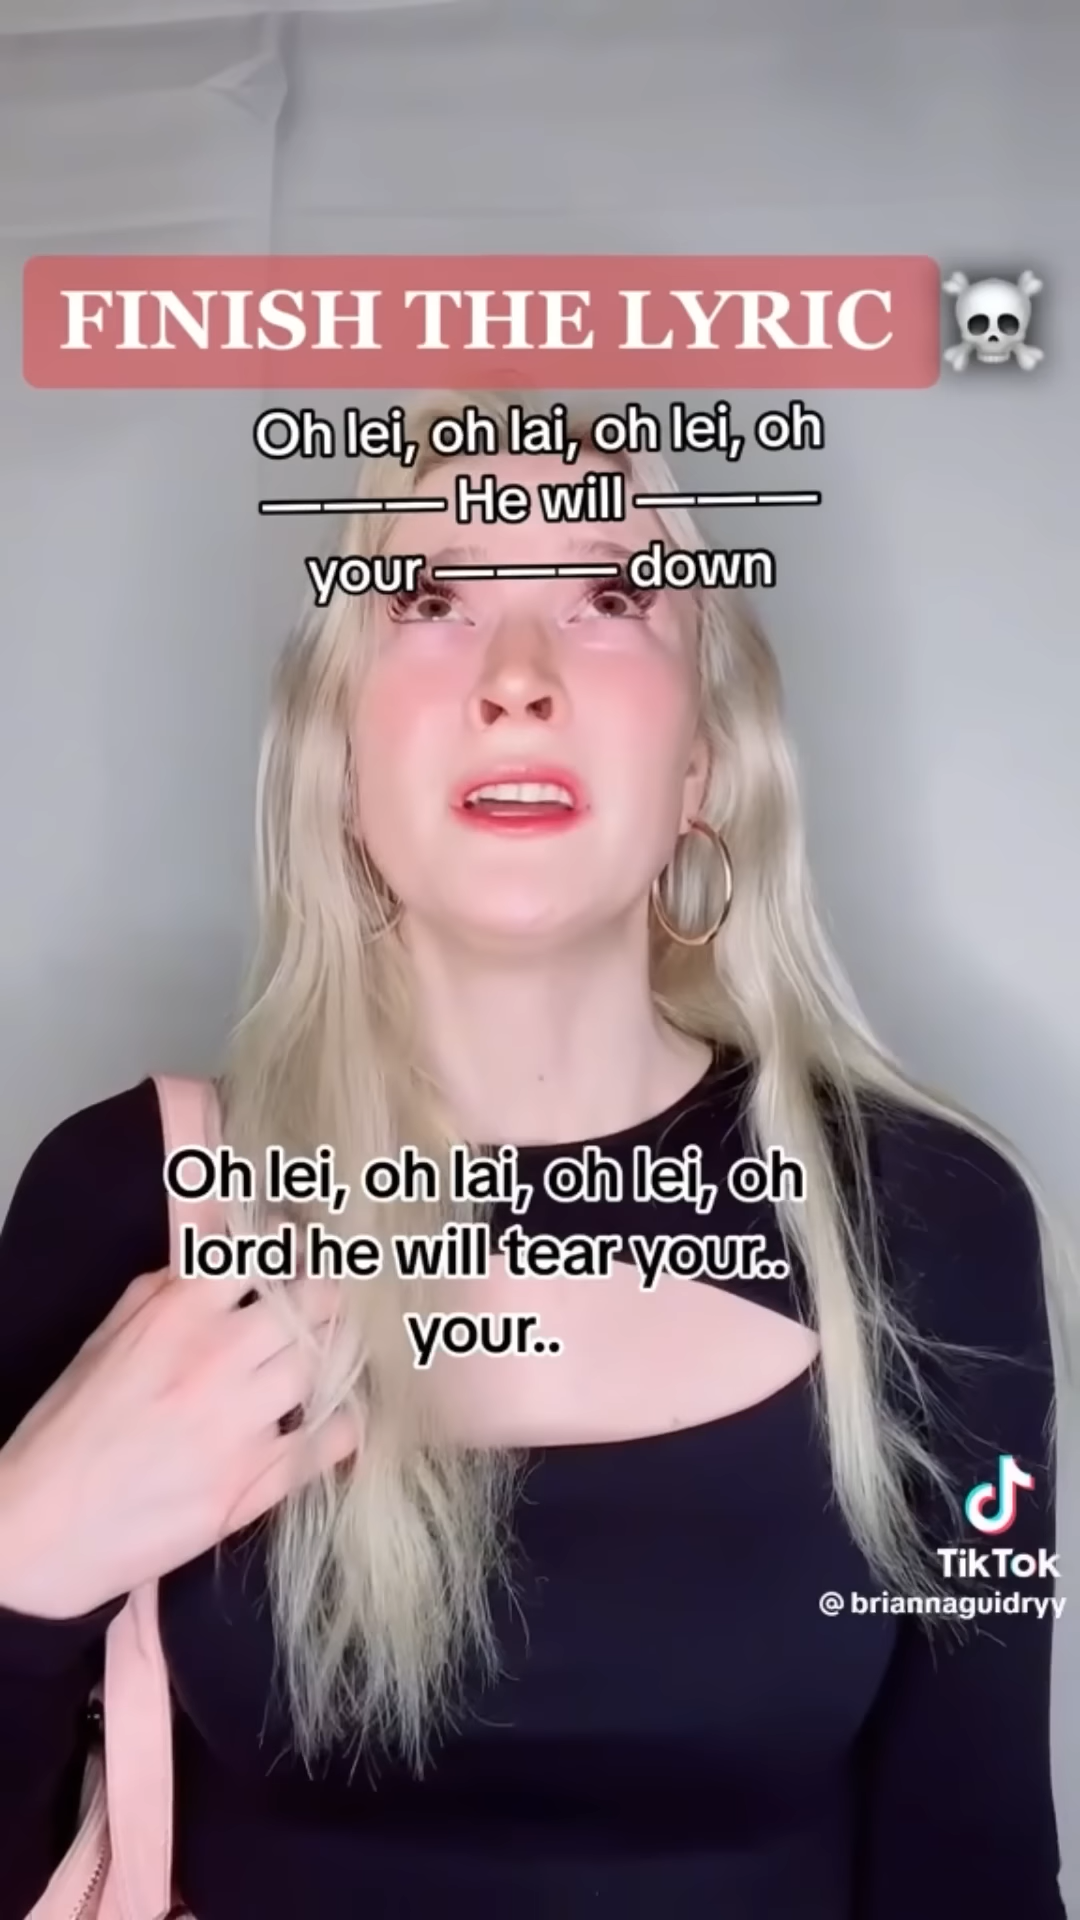 FINISH THE LYRIC
Oh lei, oh lai, oh lei, oh
———— He will ————
your ———— down
Oh lei, oh lai, oh lei, oh
lord he will tear your..
your..
TikTok
@briannaguidryy